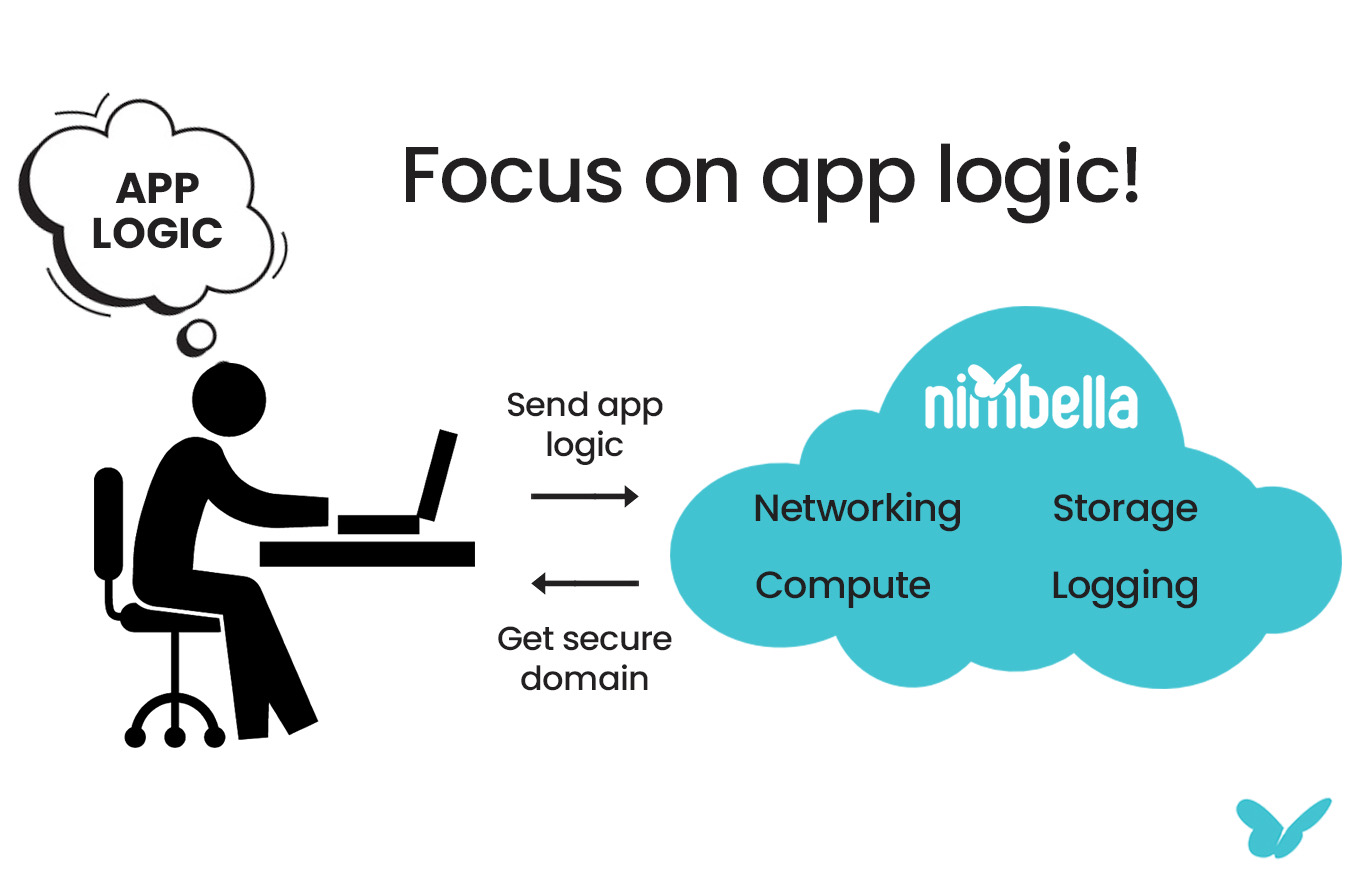 APP
LOGIC
Focus on app logic!
Send app
logic
Get secure
domain
nimbella
Networking
Storage
Compute
Logging